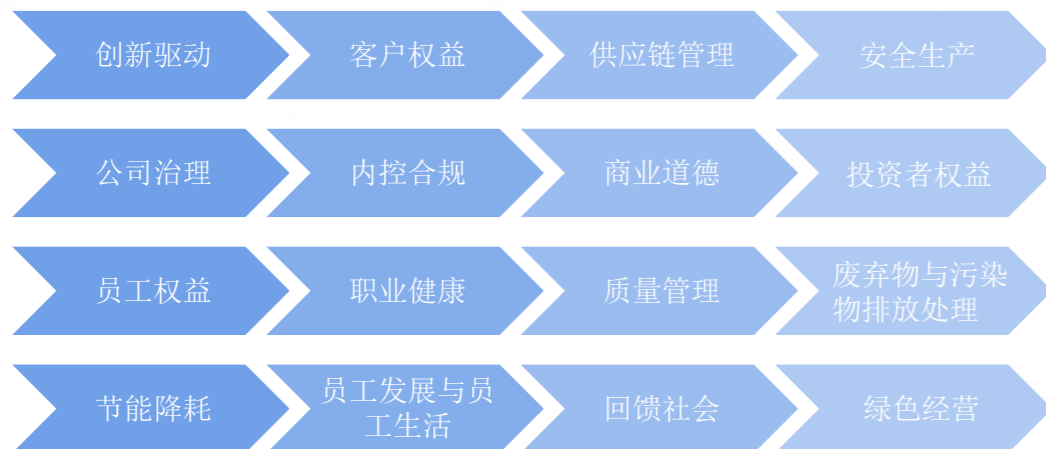 创新驱动
客户权益
供应链管理
安全生产
公司治理
内控合规
商业道德
投资者权益
员工权益
职业健康
质量管理
废弃物与污染
物排放处理
节能降耗
员工发展与员
工生活
回馈社会
绿色经营